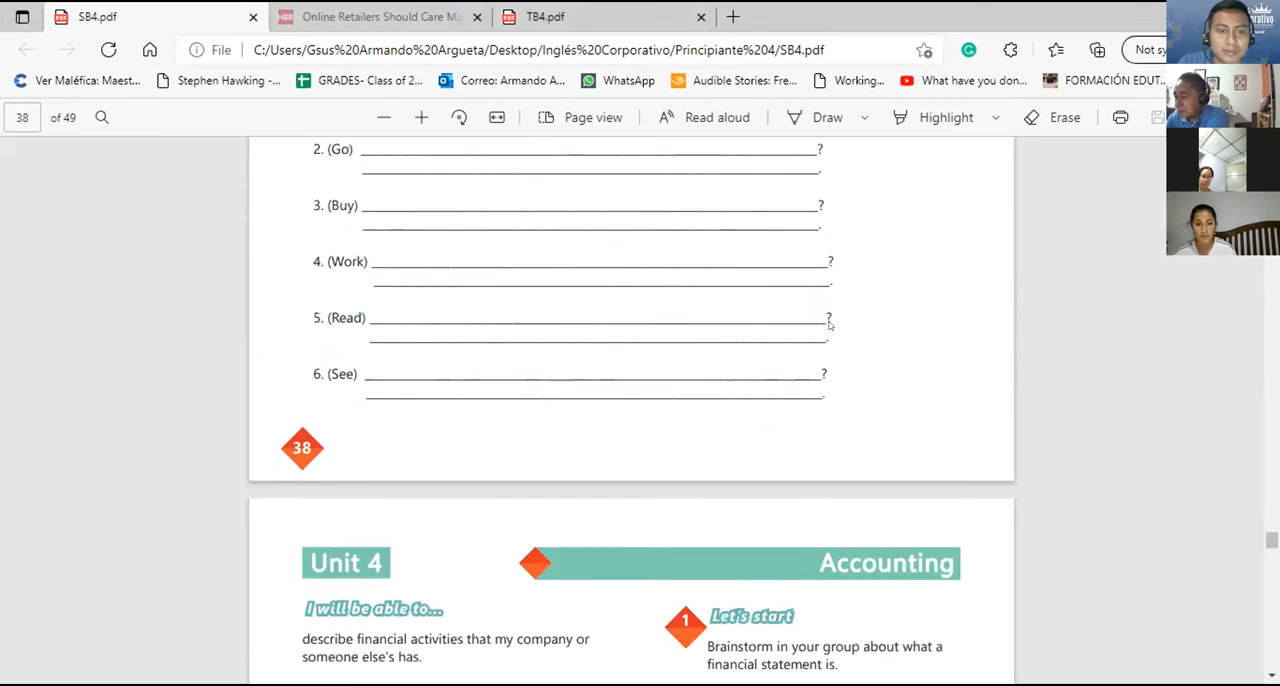 SB4.pdf
HBR Online Retailers Should Care Mo
TB4.pdf
File C:/Users/Gsus%20Armando%20Argueta/Desktop/Inglés%20Corporativo/Principiante%204/SB4.pdf
Not sy
Ver Maléfica: Maest... Stephen Hawking -... GRADES- Class of 2... Correo: Armando A... WhatsApp Audible Stories: Fre... Working... What have you don... FORMACIÓN EDUT...
38 of 49 Page view Read aloud Draw Highlight Erase
2. (Go) ?
.
3. (Buy) ?
.
4. (Work) ?
.
5. (Read) ?
.
6. (See) ?
.
38
Unit 4
Accounting
I will be able to...
describe financial activities that my company or
someone else's has.
1 Let's start
Brainstorm in your group about what a
financial statement is.